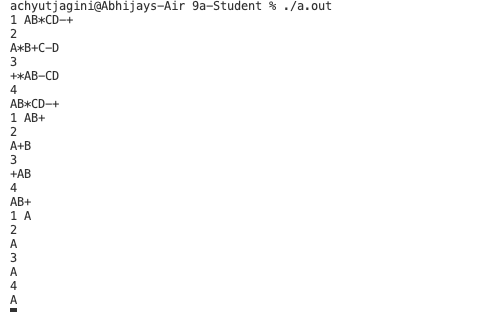 achyutjagini@Abhijays-Air 9a-Student % ./a.out
1 AB*CD-+
2
A*B+C-D
3
+*AB-CD
4
AB*CD-+
1 AB+
2
A+B
3
+AB
4
AB+
1 A
2
A
3
A
4
A